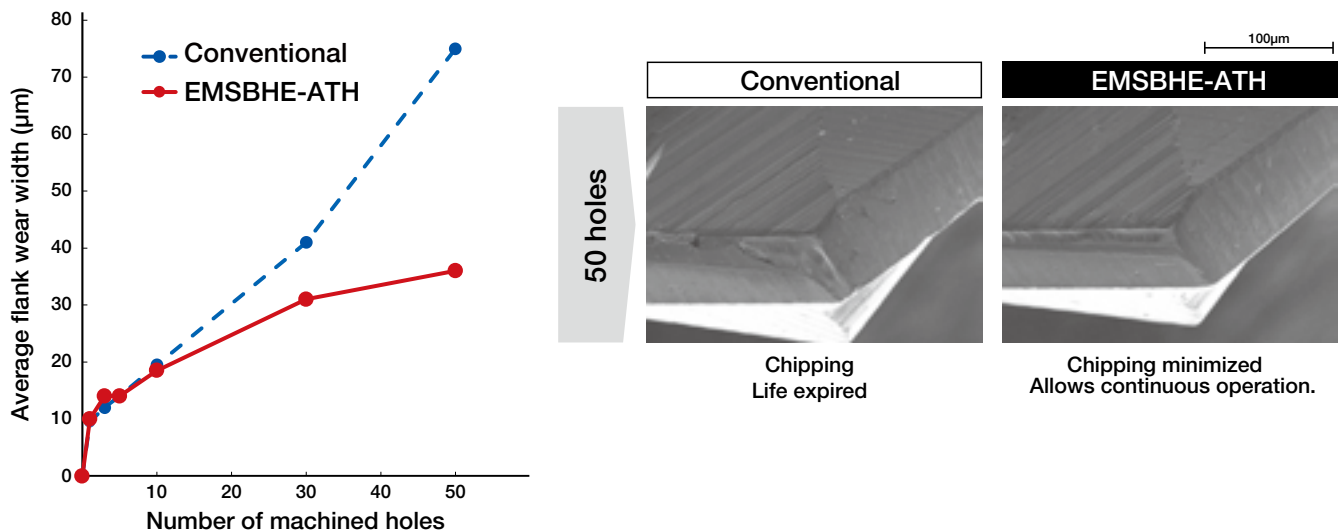 Average flank wear width (μm)
80
70
60
50
40
30
20
10
0
Conventional
EMSBHE-ATH
10
20
30
40
50
Number of machined holes
50 holes
100μm
Conventional
EMSBHE-ATH
Chipping
Life expired
Chipping minimized
Allows continuous operation.